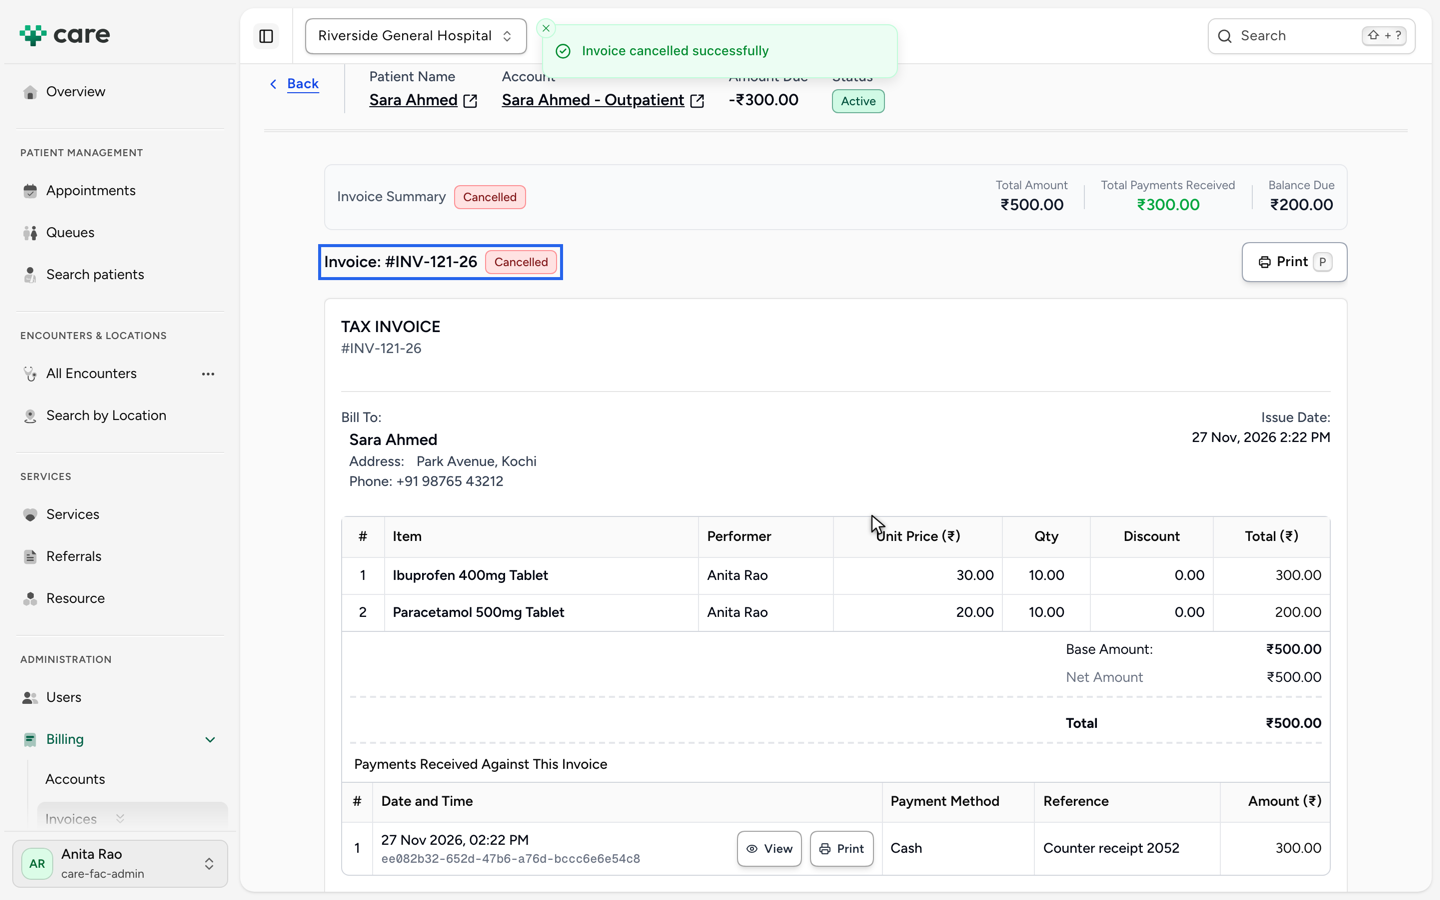 care
Riverside General Hospital
Invoice cancelled successfully
Search
+ ?
Back
Patient Name
Sara Ahmed
Account
Sara Ahmed - Outpatient
Amount Due
-₹300.00
Status
Active
Overview
PATIENT MANAGEMENT
Appointments
Queues
Search patients
ENCOUNTERS & LOCATIONS
All Encounters
Search by Location
SERVICES
Services
Referrals
Resource
ADMINISTRATION
Users
Billing
Accounts
Invoices
AR
Anita Rao
care-fac-admin
Invoice Summary Cancelled
Total Amount
₹500.00
Total Payments Received
₹300.00
Balance Due
₹200.00
Invoice: #INV-121-26 Cancelled
Print P
TAX INVOICE
#INV-121-26
Bill To:
Sara Ahmed
Address: Park Avenue, Kochi
Phone: +91 98765 43212
Issue Date:
27 Nov, 2026 2:22 PM
# Item Performer Unit Price (₹) Qty Discount Total (₹)
1 Ibuprofen 400mg Tablet Anita Rao 30.00 10.00 0.00 300.00
2 Paracetamol 500mg Tablet Anita Rao 20.00 10.00 0.00 200.00
Base Amount: ₹500.00
Net Amount ₹500.00
Total ₹500.00
Payments Received Against This Invoice
# Date and Time Payment Method Reference Amount (₹)
1 27 Nov 2026, 02:22 PM View Print Cash Counter receipt 2052 300.00
ee082b32-652d-47b6-a76d-bccc6e6e54c8